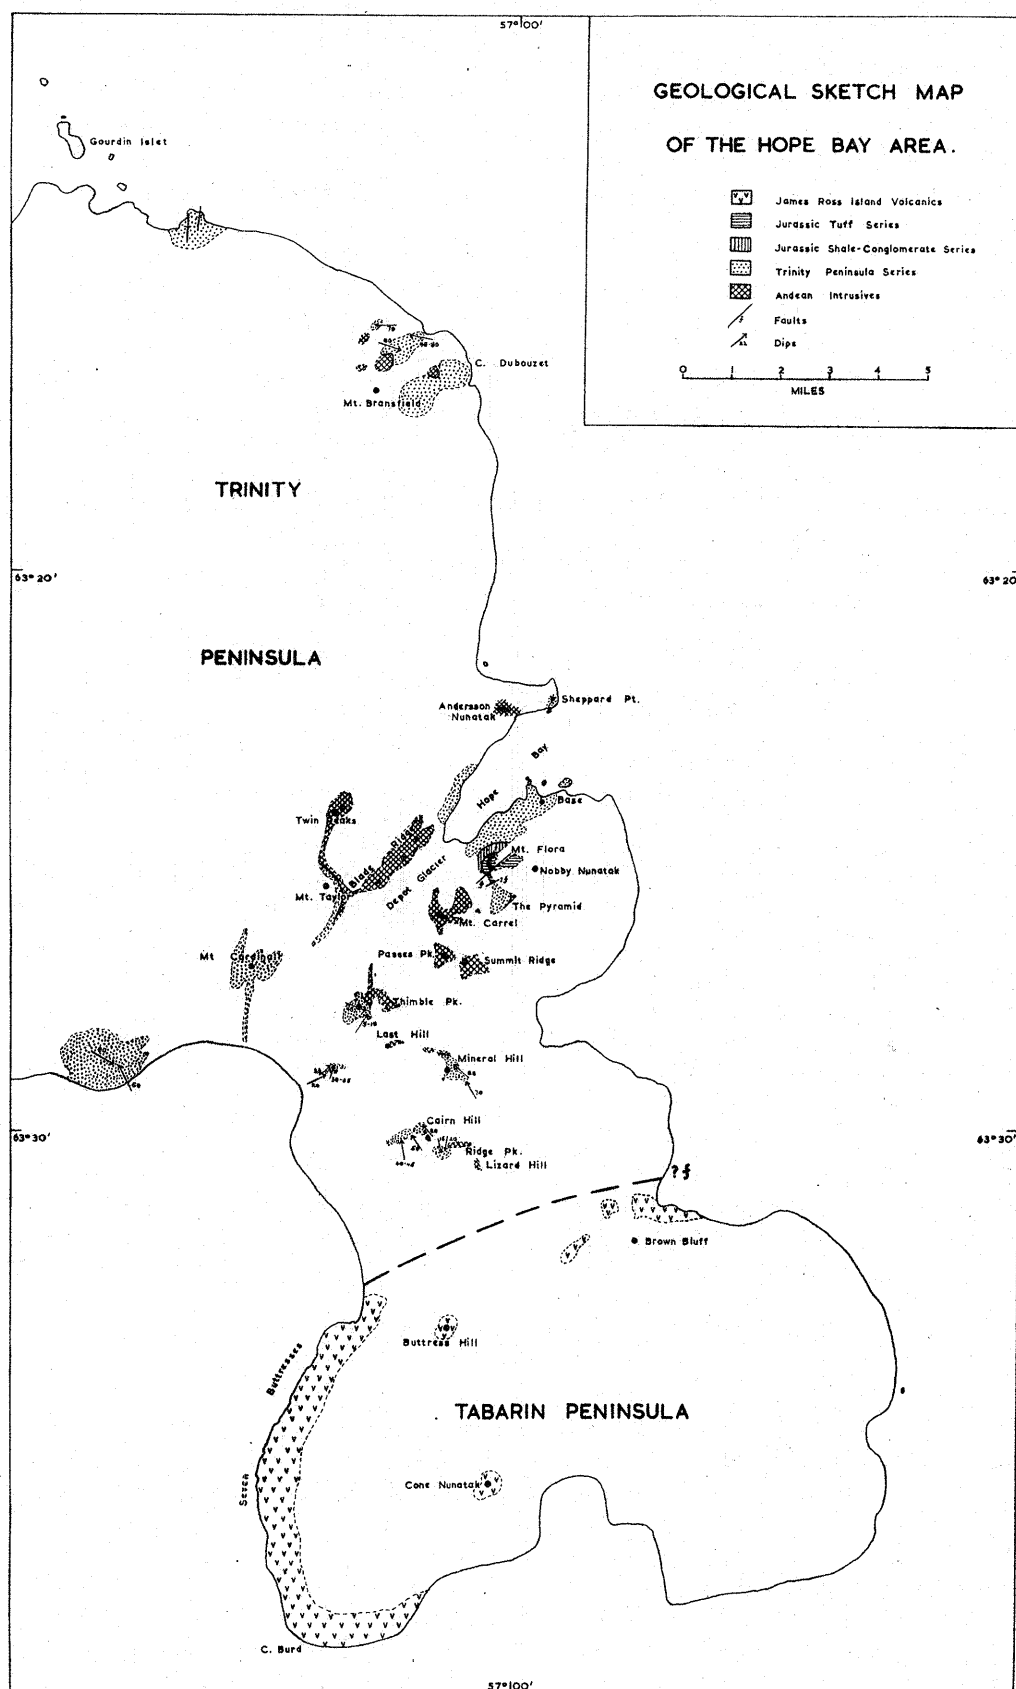 57°00'
GEOLOGICAL SKETCH MAP
OF THE HOPE BAY AREA.
James Ross Island Volcanics
Jurassic Tuff Series
Jurassic Shale-Conglomerate Series
Trinity Peninsula Series
Andean Intrusives
Faults
Dips
0 1 2 3 4 5
MILES
Gourdin Islet
C. Dubouzet
Mt. Bransfield
TRINITY
63°20'
63°20
PENINSULA
Andersson
Nunatak
Sheppard Pt.
Hope Bay
Base
Twin Peaks
Blade Ridge
Mt. Flora
Depot Glacier
Nobby Nunatak
Mt. Taylor
The Pyramid
Mt. Carrel
Mt Cardinall
Passes Pk.
Summit Ridge
Thimble Pk.
Last Hill
Mineral Hill
Cairn Hill
63°30'
63°30'
Ridge Pk.
Lizard Hill
? f
Brown Bluff
Buttress Hill
Seven Buttresses
TABARIN PENINSULA
Cone Nunatak
C. Burd
57°00'